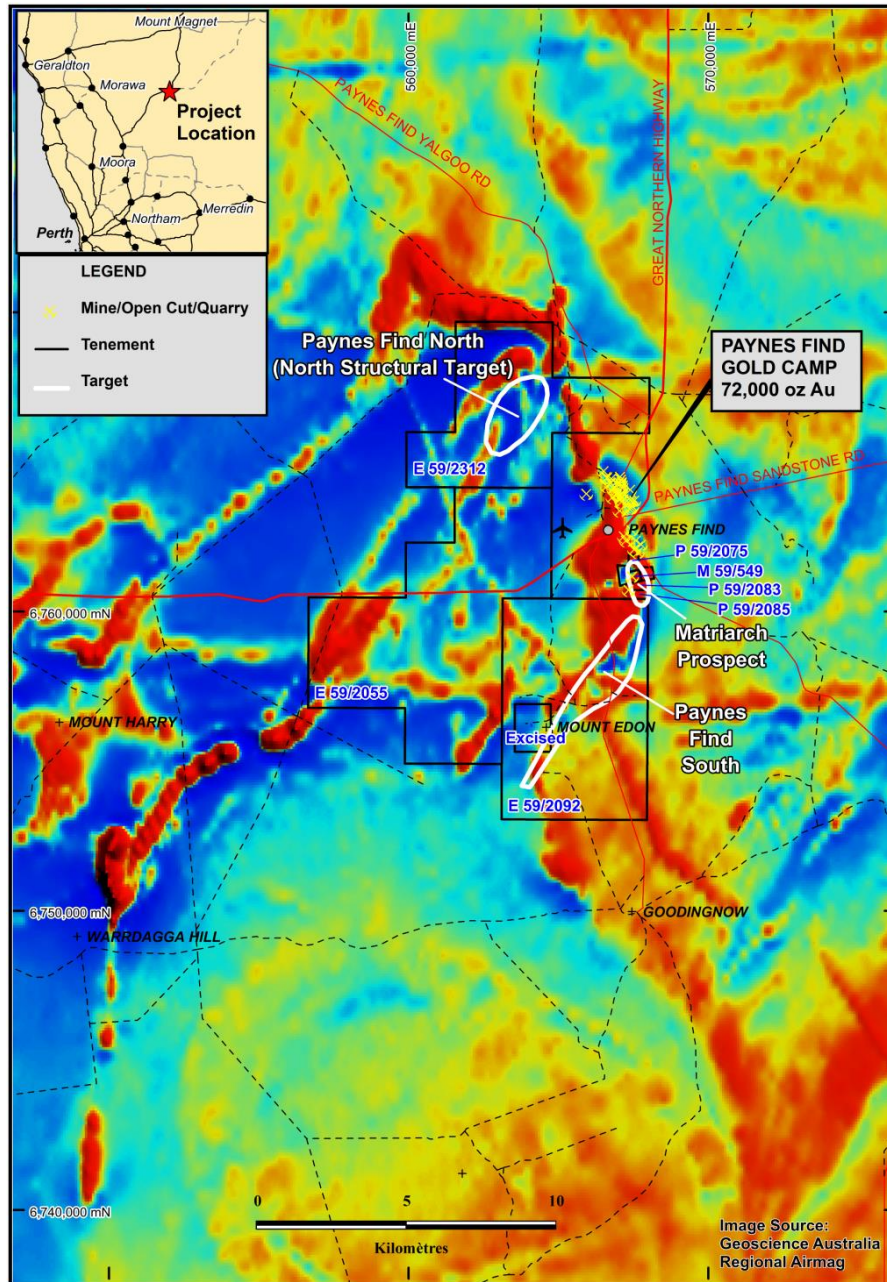 Mount Magnet
Geraldton
Morawa
Project
Location
Moora
Northam
Merredin
Perth
LEGEND
Mine/Open Cut/Quarry
Tenement
Target
560,000 mE
570,000 mE
PAYNES FIND YALGOO RD
GREAT NORTHERN HIGHWAY
Paynes Find North
(North Structural Target)
PAYNES FIND
GOLD CAMP
72,000 oz Au
E 59/2312
PAYNES FIND SANDSTONE RD
PAYNES FIND
P 59/2075
M 59/549
P 59/2083
P 59/2085
6,760,000 mN
Matriarch
Prospect
E 59/2055
MOUNT HARRY
MOUNT EDON
Excised
Paynes
Find
South
E 59/2092
6,750,000 mN
GOODINGNOW
WARRDAGGA HILL
6,740,000 mN
0 5 10
Kilomètres
Image Source:
Geoscience Australia
Regional Airmag